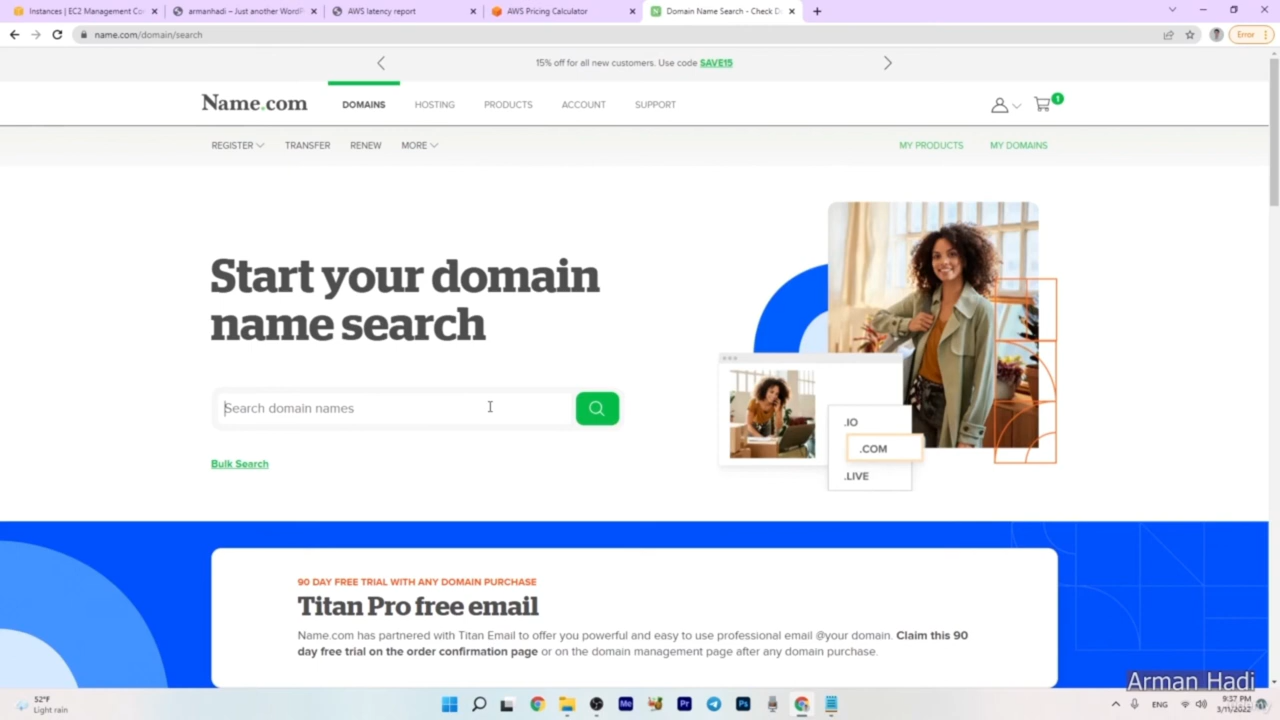 Instances | EC2 Management Co
armanhadi – Just another WordP
AWS latency report
AWS Pricing Calculator
Domain Name Search - Check D
name.com/domain/search
Error
15% off for all new customers. Use code SAVE15
Name.com
DOMAINS
HOSTING
PRODUCTS
ACCOUNT
SUPPORT
1
REGISTER
TRANSFER
RENEW
MORE
MY PRODUCTS
MY DOMAINS
Start your domain
name search
Search domain names
Bulk Search
.IO
.COM
.LIVE
90 DAY FREE TRIAL WITH ANY DOMAIN PURCHASE
Titan Pro free email
Name.com has partnered with Titan Email to offer you powerful and easy to use professional email @your domain. Claim this 90
day free trial on the order confirmation page or on the domain management page after any domain purchase.
Arman Hadi
52°F
Light rain
Me
Pr
Ps
ENG
9:37 PM
3/11/2022